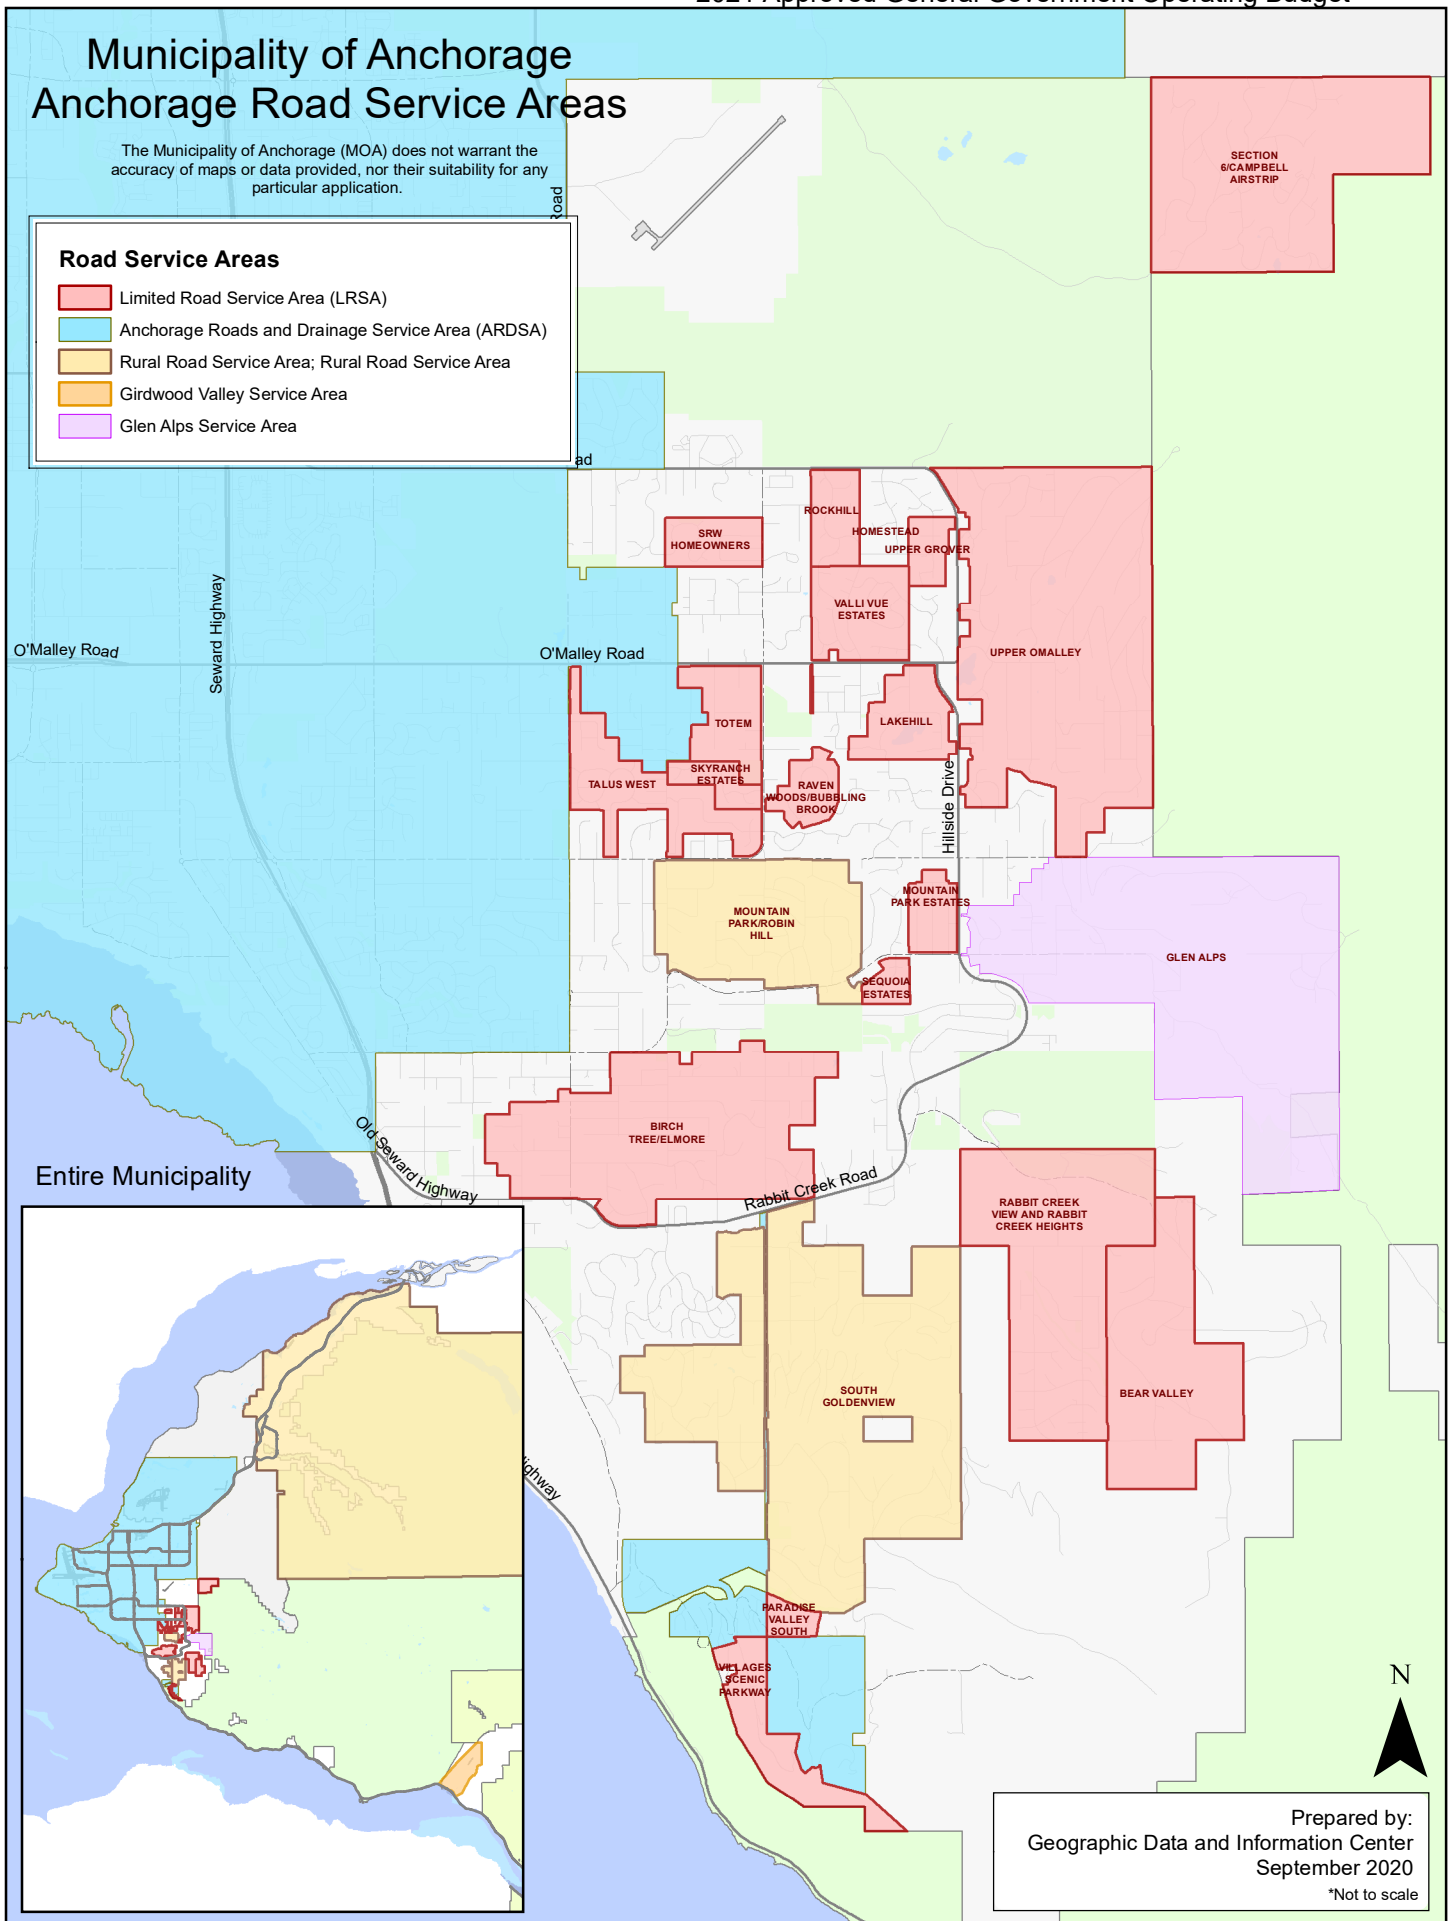 2021 Approved General Government Operating Budget
Municipality of Anchorage
Anchorage Road Service Areas
The Municipality of Anchorage (MOA) does not warrant the
accuracy of maps or data provided, nor their suitability for any
particular application.
Road
Road Service Areas
Limited Road Service Area (LRSA)
Anchorage Roads and Drainage Service Area (ARDSA)
Rural Road Service Area; Rural Road Service Area
Girdwood Valley Service Area
Glen Alps Service Area
ad
SECTION
6/CAMPBELL
AIRSTRIP
ROCKHILL
HOMESTEAD
UPPER GROVER
SRW
HOMEOWNERS
VALLI VUE
ESTATES
UPPER OMALLEY
Seward Highway
O'Malley Road
O'Malley Road
TOTEM
LAKEHILL
SKYRANCH
ESTATES
TALUS WEST
RAVEN
WOODS/BUBBLING
BROOK
Hillside Drive
MOUNTAIN
PARK ESTATES
MOUNTAIN
PARK/ROBIN
HILL
GLEN ALPS
SEQUOIA
ESTATES
BIRCH
TREE/ELMORE
Old Seward Highway
Rabbit Creek Road
RABBIT CREEK
VIEW AND RABBIT
CREEK HEIGHTS
SOUTH
GOLDENVIEW
BEAR VALLEY
ighway
PARADISE
VALLEY
SOUTH
VILLAGES
SCENIC
PARKWAY
Entire Municipality
N
Prepared by:
Geographic Data and Information Center
September 2020
*Not to scale